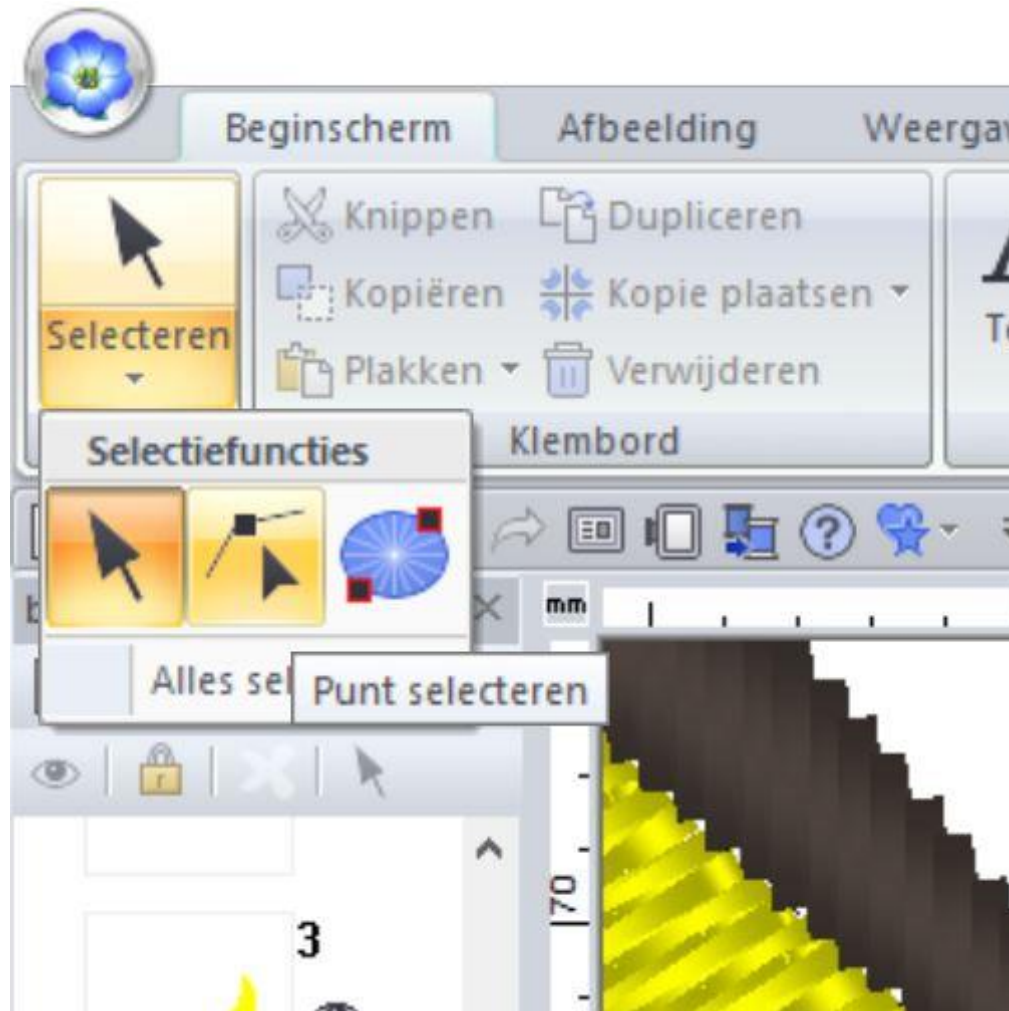 Beginscherm Afbeelding Weergav
Knippen Dupliceren
Kopiëren Kopie plaatsen
Selecteren
Plakken Verwijderen
Klembord
Selectiefuncties
mm
Alles sel
Punt selecteren
70
3